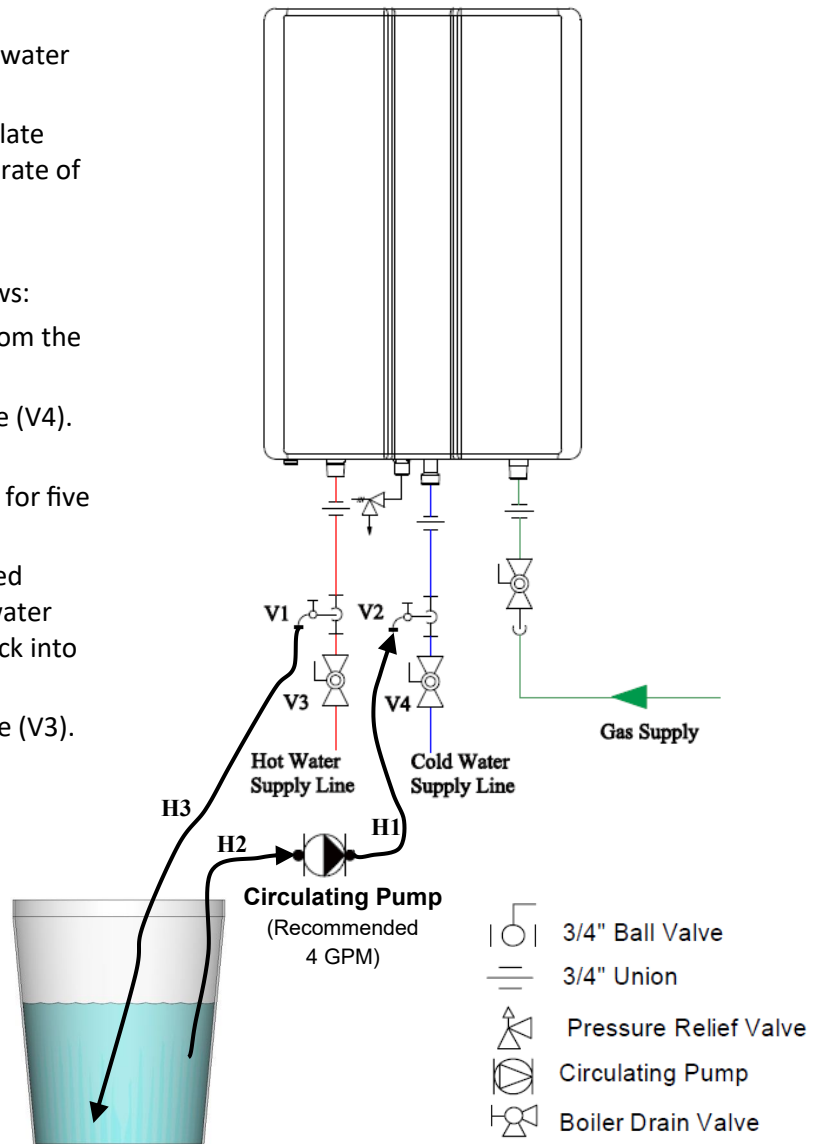 water
late
rate of
ws:
om the
e (V4).
for five
ed
water
ck into
e (V3).
V1
V2
V3
V4
Hot Water
Supply Line
Cold Water
Supply Line
Gas Supply
H3
H2
H1
Circulating Pump
(Recommended
4 GPM)
3/4" Ball Valve
3/4" Union
Pressure Relief Valve
Circulating Pump
Boiler Drain Valve